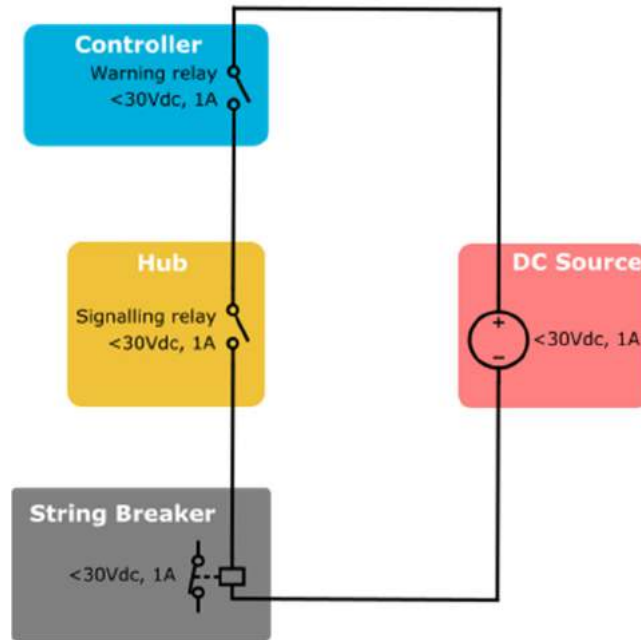 Controller
Warning relay
<30Vdc, 1A
Hub
Signalling relay
<30Vdc, 1A
DC Source
+
<30Vdc, 1A
−
String Breaker
<30Vdc, 1A